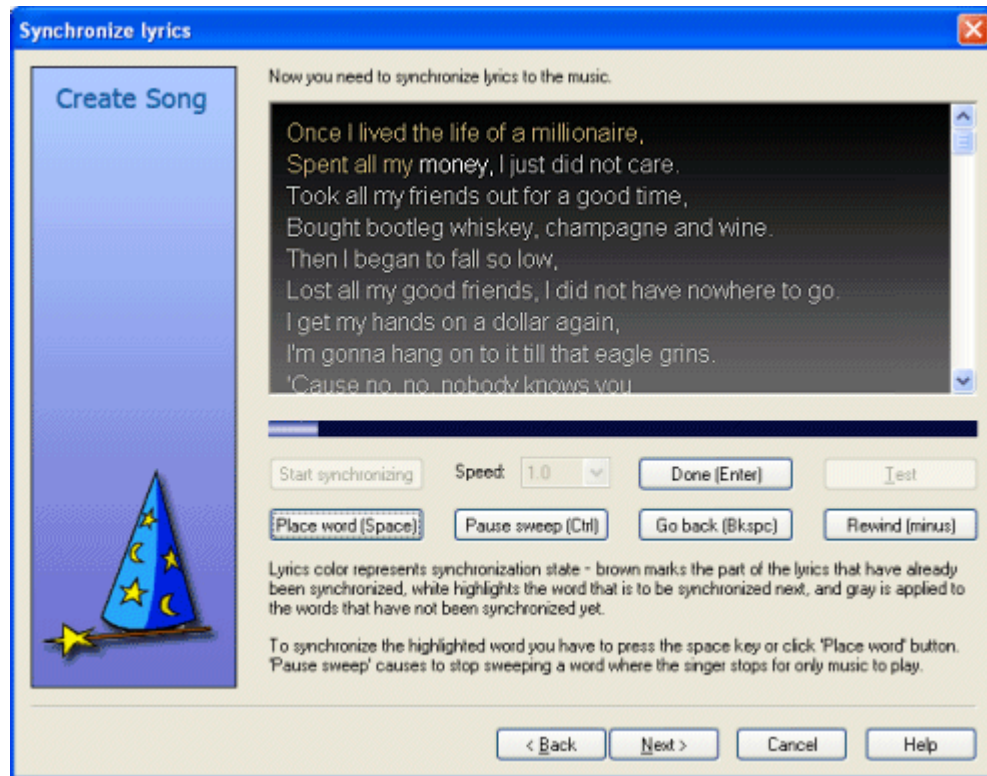 Synchronize lyrics
Create Song
Now you need to synchronize lyrics to the music.
Once I lived the life of a millionaire,
Spent all my money, I just did not care.
Took all my friends out for a good time,
Bought bootleg whiskey, champagne and wine.
Then I began to fall so low,
Lost all my good friends, I did not have nowhere to go.
I get my hands on a dollar again,
I'm gonna hang on to it till that eagle grins.
'Cause no, no, nobody knows you
Start synchronizing Speed: 1.0 Done (Enter) Test
Place word (Space) Pause sweep (Ctrl) Go back (Bkspc) Rewind (minus)
Lyrics color represents synchronization state - brown marks the part of the lyrics that have already
been synchronized, white highlights the word that is to be synchronized next, and gray is applied to
the words that have not been synchronized yet.
To synchronize the highlighted word you have to press the space key or click 'Place word' button.
'Pause sweep' causes to stop sweeping a word where the singer stops for only music to play.
< Back Next > Cancel Help